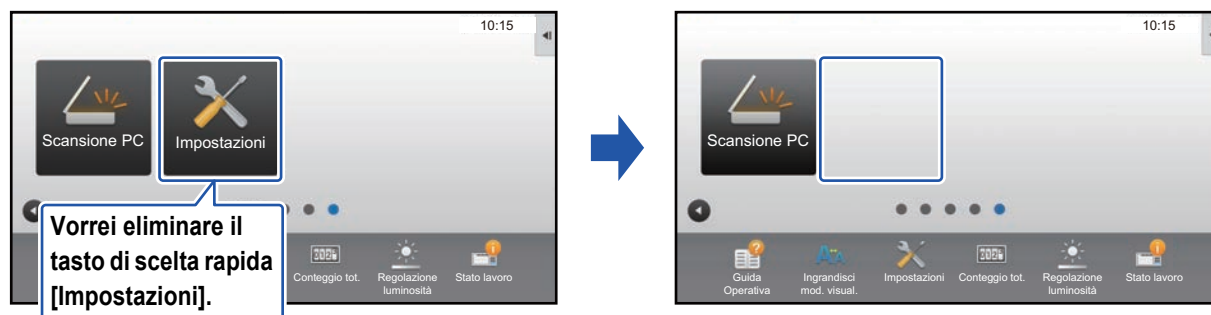 10:15
Scansione PC
Impostazioni
Vorrei eliminare il
tasto di scelta rapida
[Impostazioni].
Conteggio tot.
Regolazione
luminosità
Stato lavoro
10:15
Scansione PC
Guida
Operativa
Ingrandisci
mod. visual.
Impostazioni
Conteggio tot.
Regolazione
luminosità
Stato lavoro